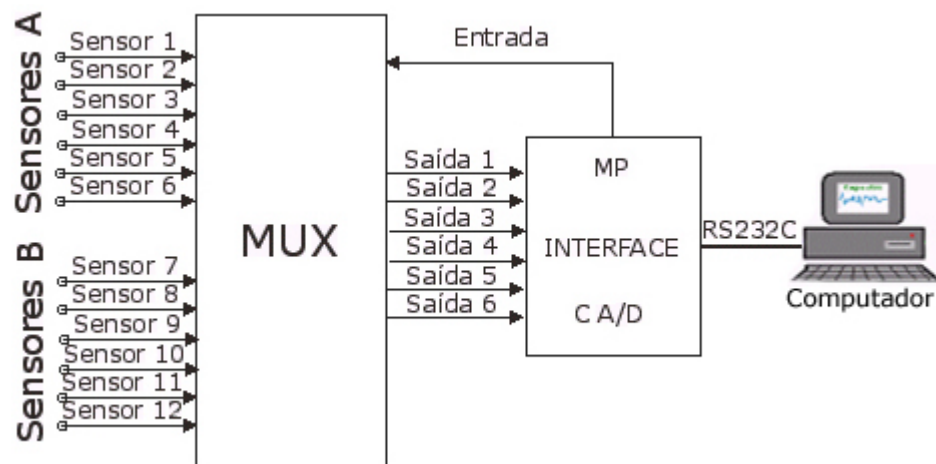 Sensores A
Sensor 1
Sensor 2
Sensor 3
Sensor 4
Sensor 5
Sensor 6
Sensores B
Sensor 7
Sensor 8
Sensor 9
Sensor 10
Sensor 11
Sensor 12
MUX
Entrada
Saída 1
Saída 2
Saída 3
Saída 4
Saída 5
Saída 6
MP
INTERFACE
C A/D
RS232C
Computador